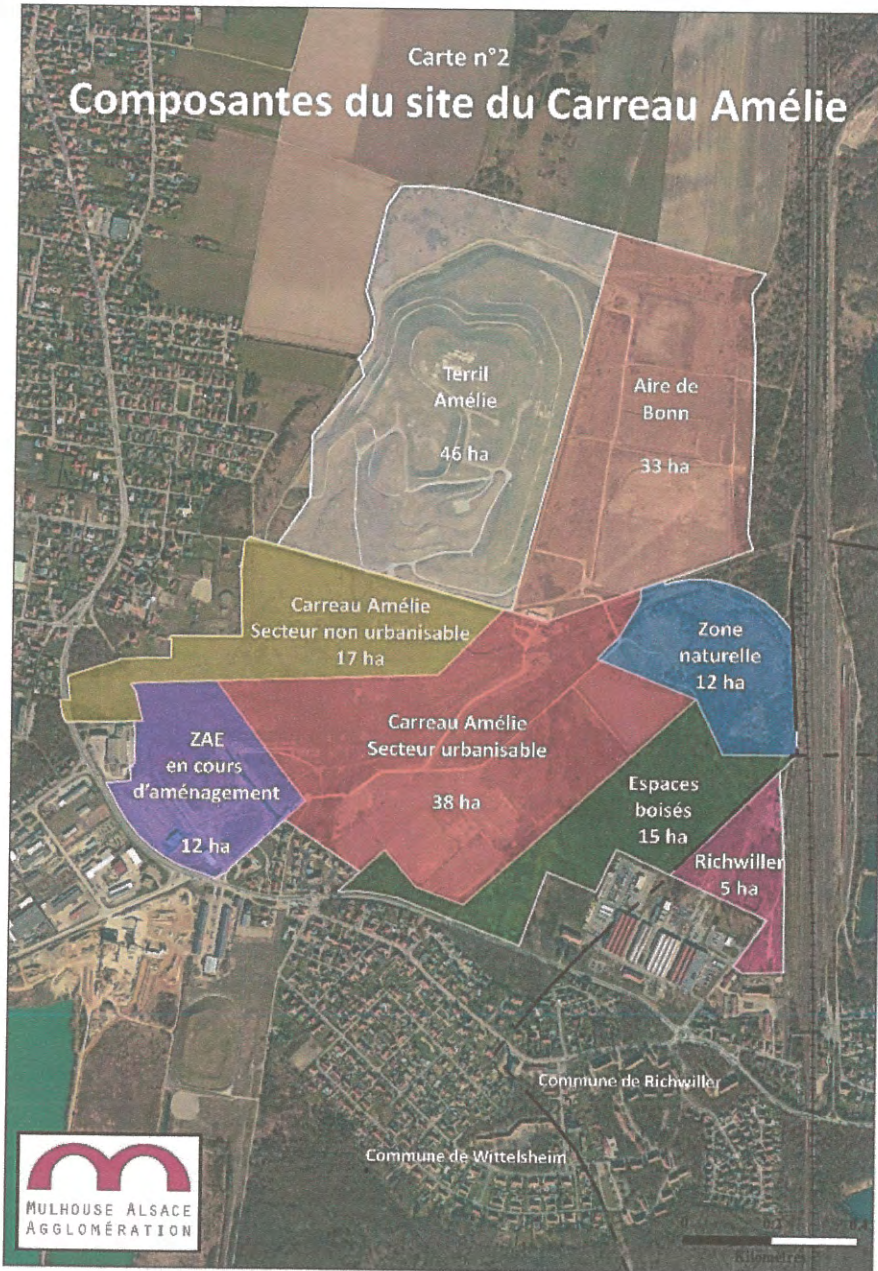 Carte n°2
Composantes du site du Carreau Amélie
Terril
Amélie
46 ha
Aire de
Bonn
33 ha
Carreau Amélie
Secteur non urbanisable
17 ha
Zone
naturelle
12 ha
ZAE
en cours
d'aménagement
12 ha
Carreau Amélie
Secteur urbanisable
38 ha
Espaces
boisés
15 ha
Richwiller
5 ha
Commune de Richwiller
Commune de Wittelsheim
MULHOUSE ALSACE
AGGLOMÉRATION
Kilomètres